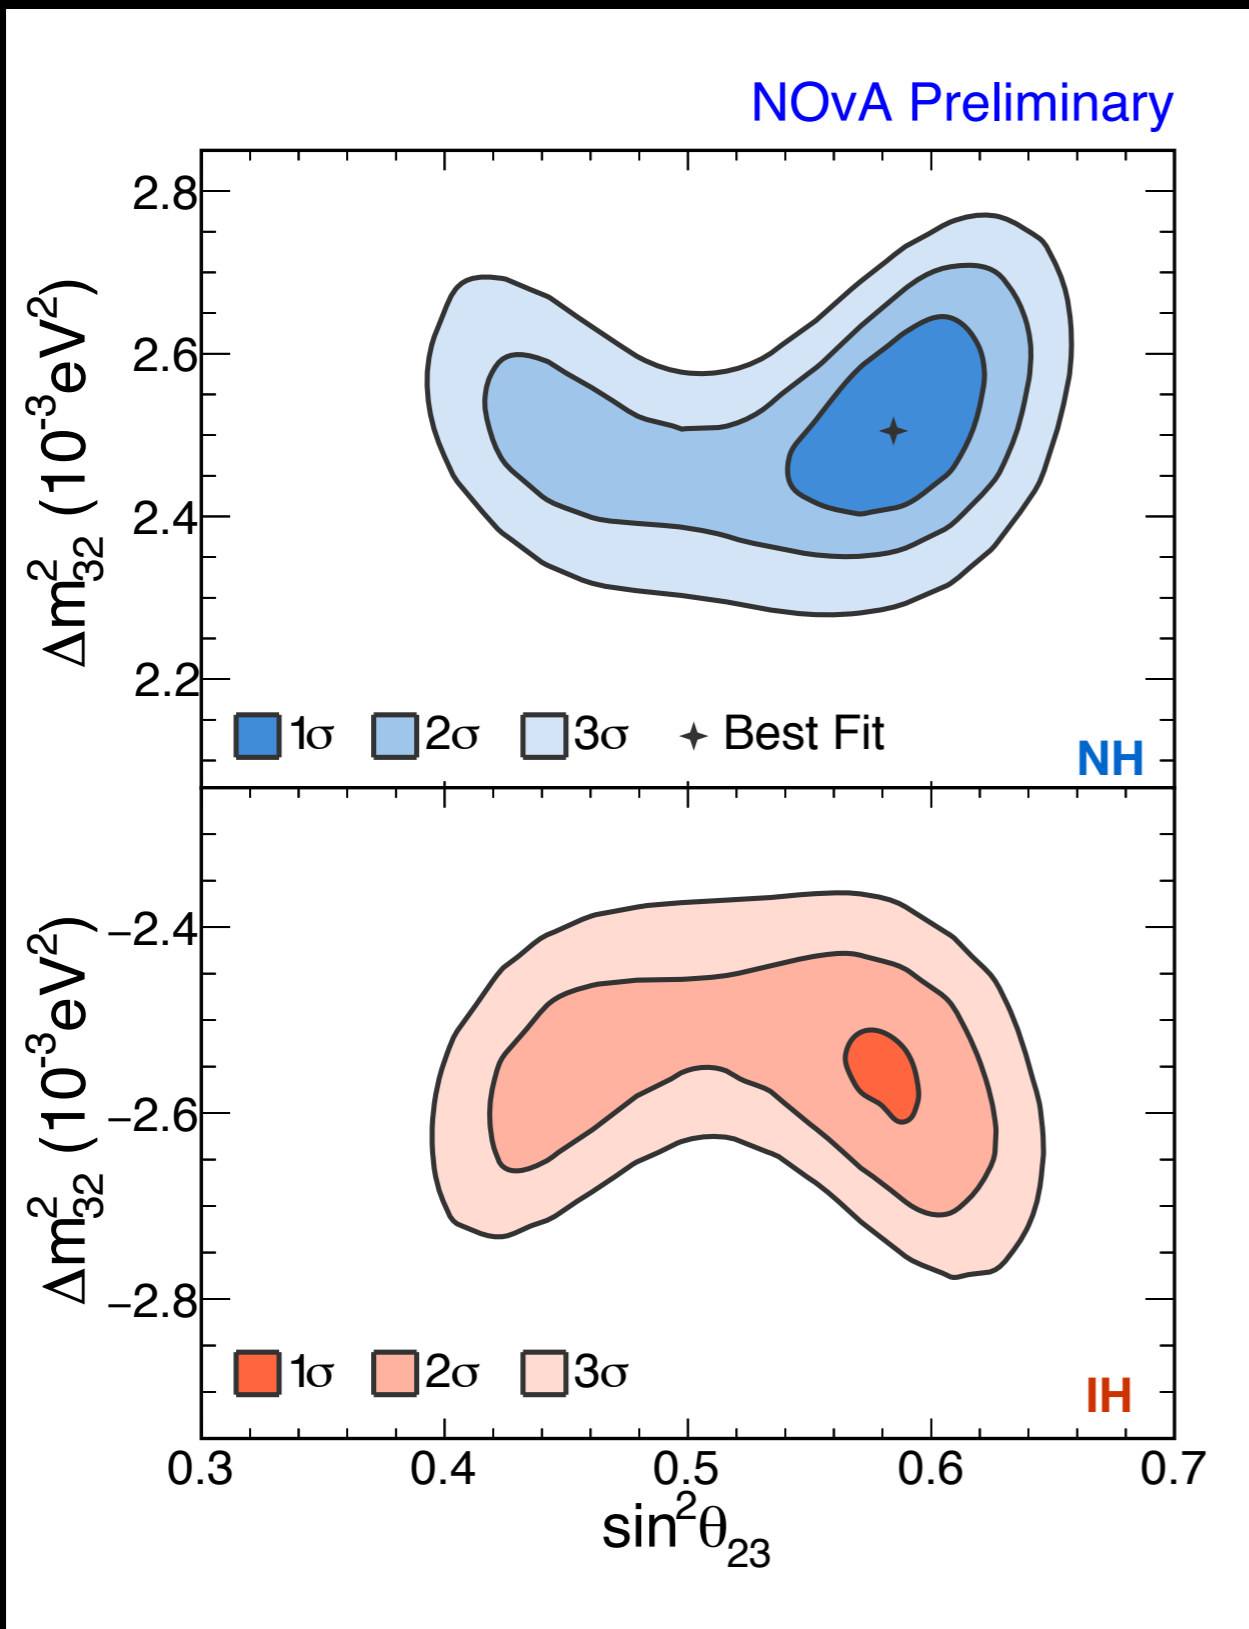 NOvA Preliminary
Δm²₃₂ (10⁻³eV²)
2.8
2.6
2.4
2.2
1σ 2σ 3σ Best Fit
NH
Δm²₃₂ (10⁻³eV²)
−2.4
−2.6
−2.8
1σ 2σ 3σ
IH
0.3 0.4 0.5 0.6 0.7
sin²θ₂₃